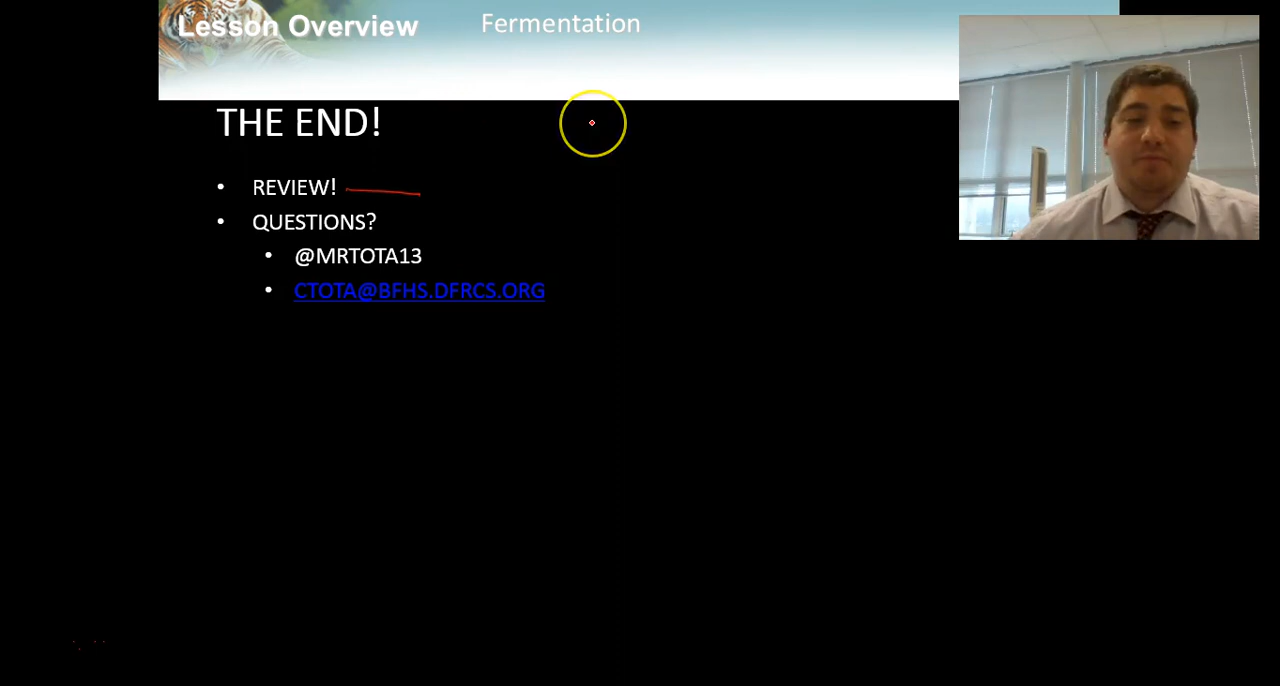 Lesson Overview Fermentation
THE END!
• REVIEW!
• QUESTIONS?
• @MRTOTA13
• CTOTA@BFHS.DFRCS.ORG